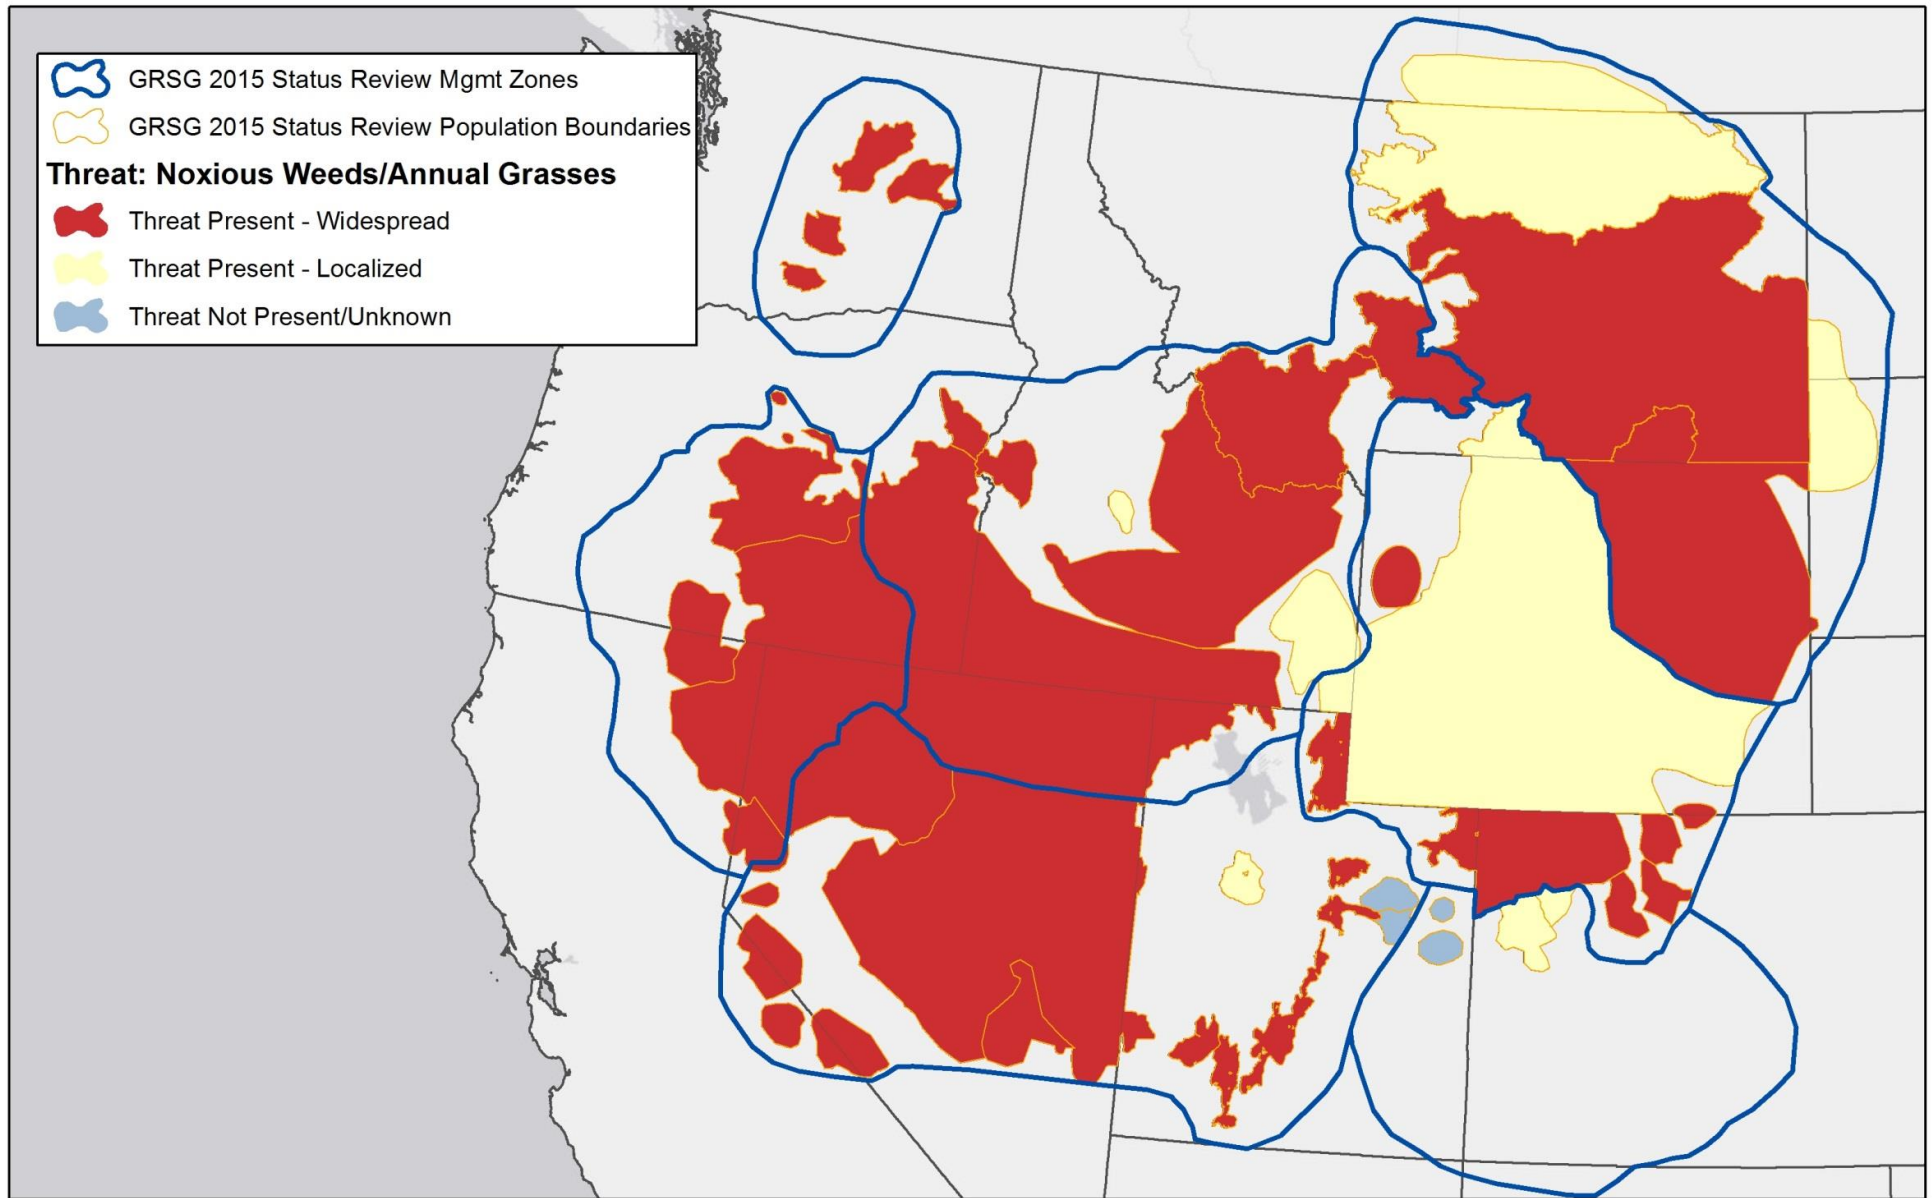 GRSG 2015 Status Review Mgmt Zones
GRSG 2015 Status Review Population Boundaries
Threat: Noxious Weeds/Annual Grasses
Threat Present - Widespread
Threat Present - Localized
Threat Not Present/Unknown